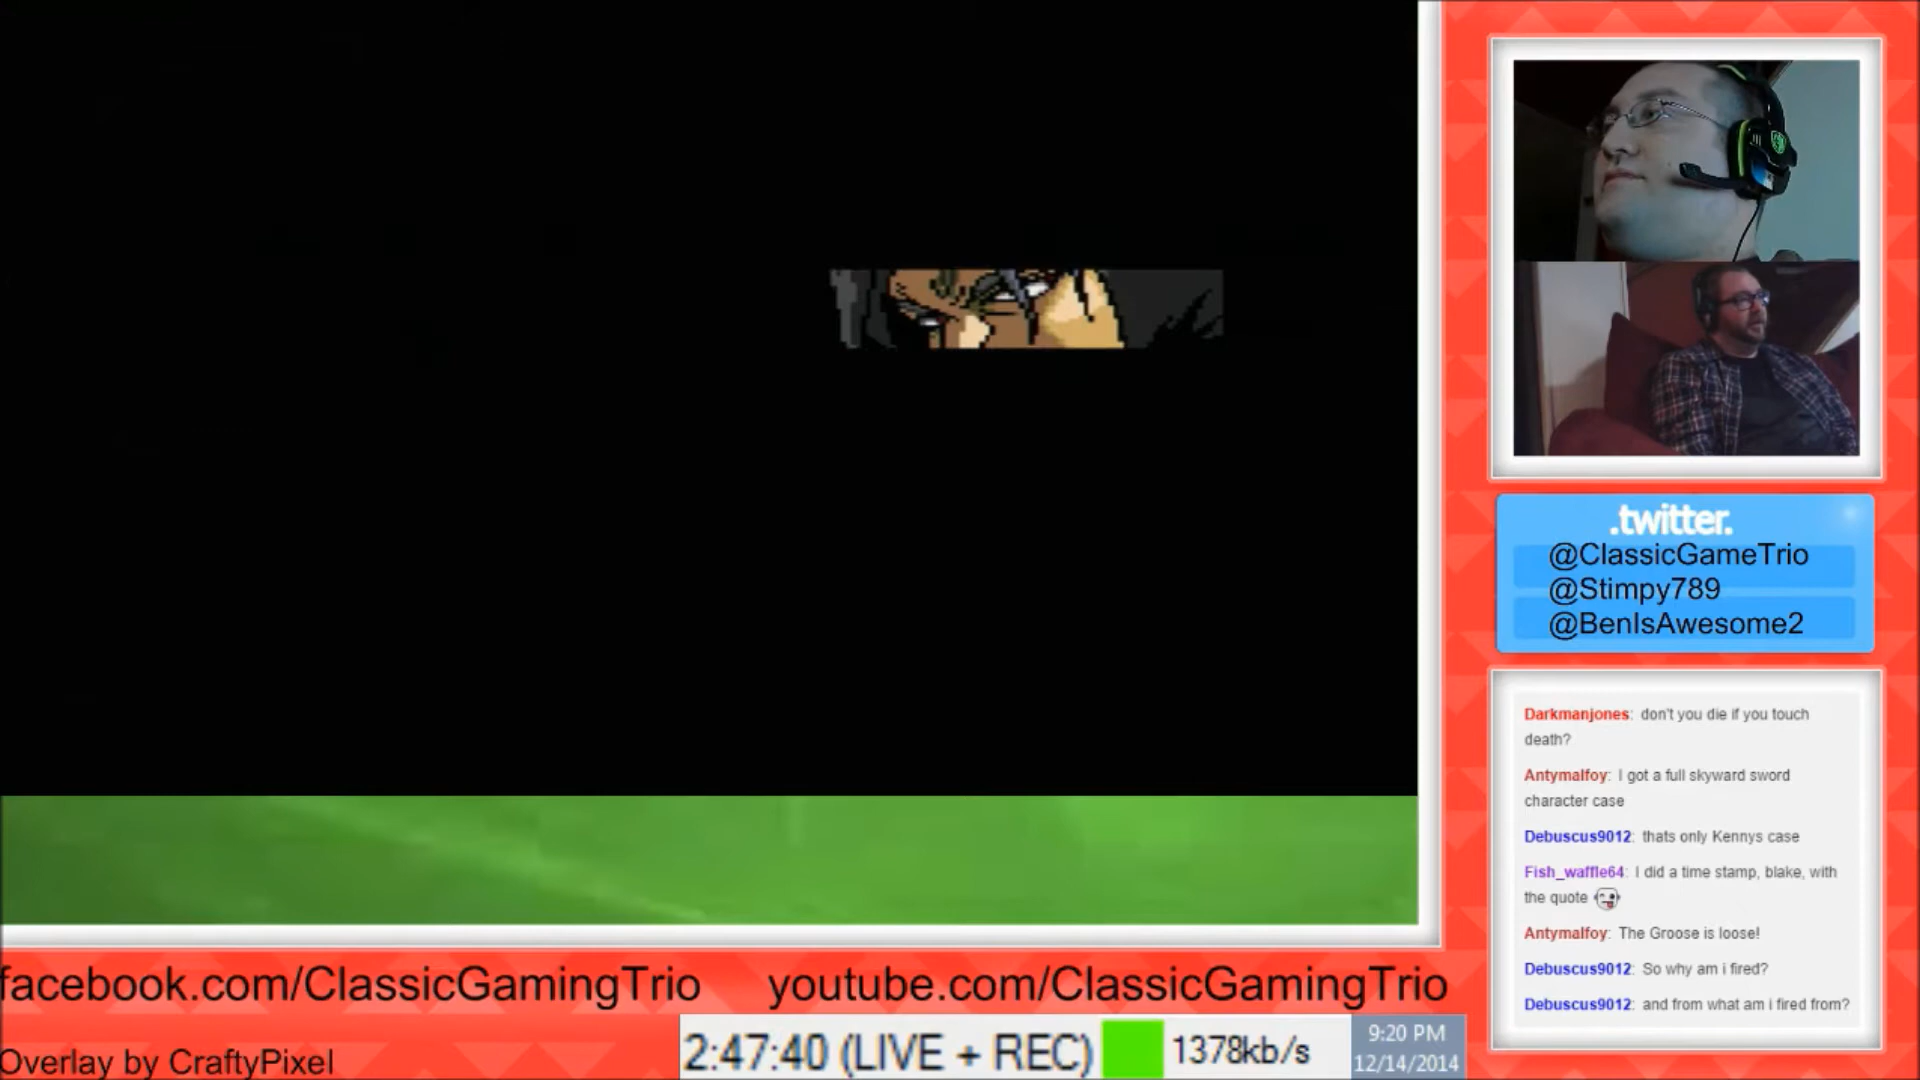 .twitter.
@ClassicGameTrio
@Stimpy789
@BenIsAwesome2
Darkmanjones: don't you die if you touch
death?
Antymalfoy: I got a full skyward sword
character case
Debuscus9012: thats only Kennys case
Fish_waffle64: I did a time stamp, blake, with
the quote
Antymalfoy: The Groose is loose!
Debuscus9012: So why am i fired?
Debuscus9012: and from what am i fired from?
facebook.com/ClassicGamingTrio youtube.com/ClassicGamingTrio
2:47:40 (LIVE + REC) 1378kb/s
9:20 PM
12/14/2014
Overlay by CraftyPixel